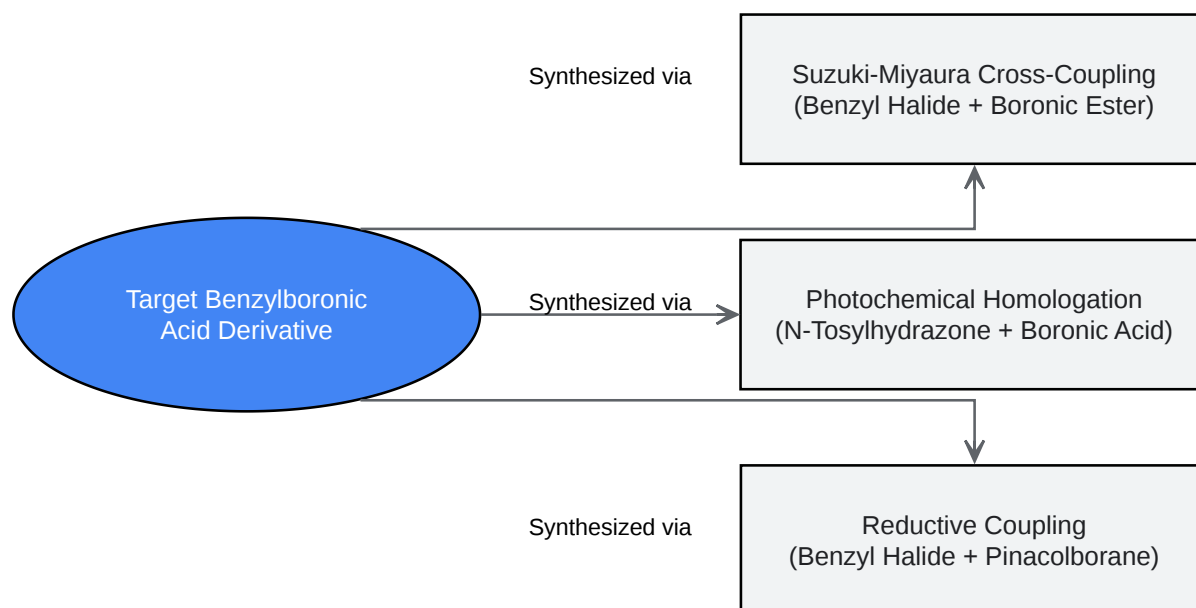 Synthesized via
Suzuki-Miyaura Cross-Coupling
(Benzyl Halide + Boronic Ester)
Target Benzylboronic
Acid Derivative
Synthesized via
Photochemical Homologation
(N-Tosylhydrazone + Boronic Acid)
Synthesized via
Reductive Coupling
(Benzyl Halide + Pinacolborane)